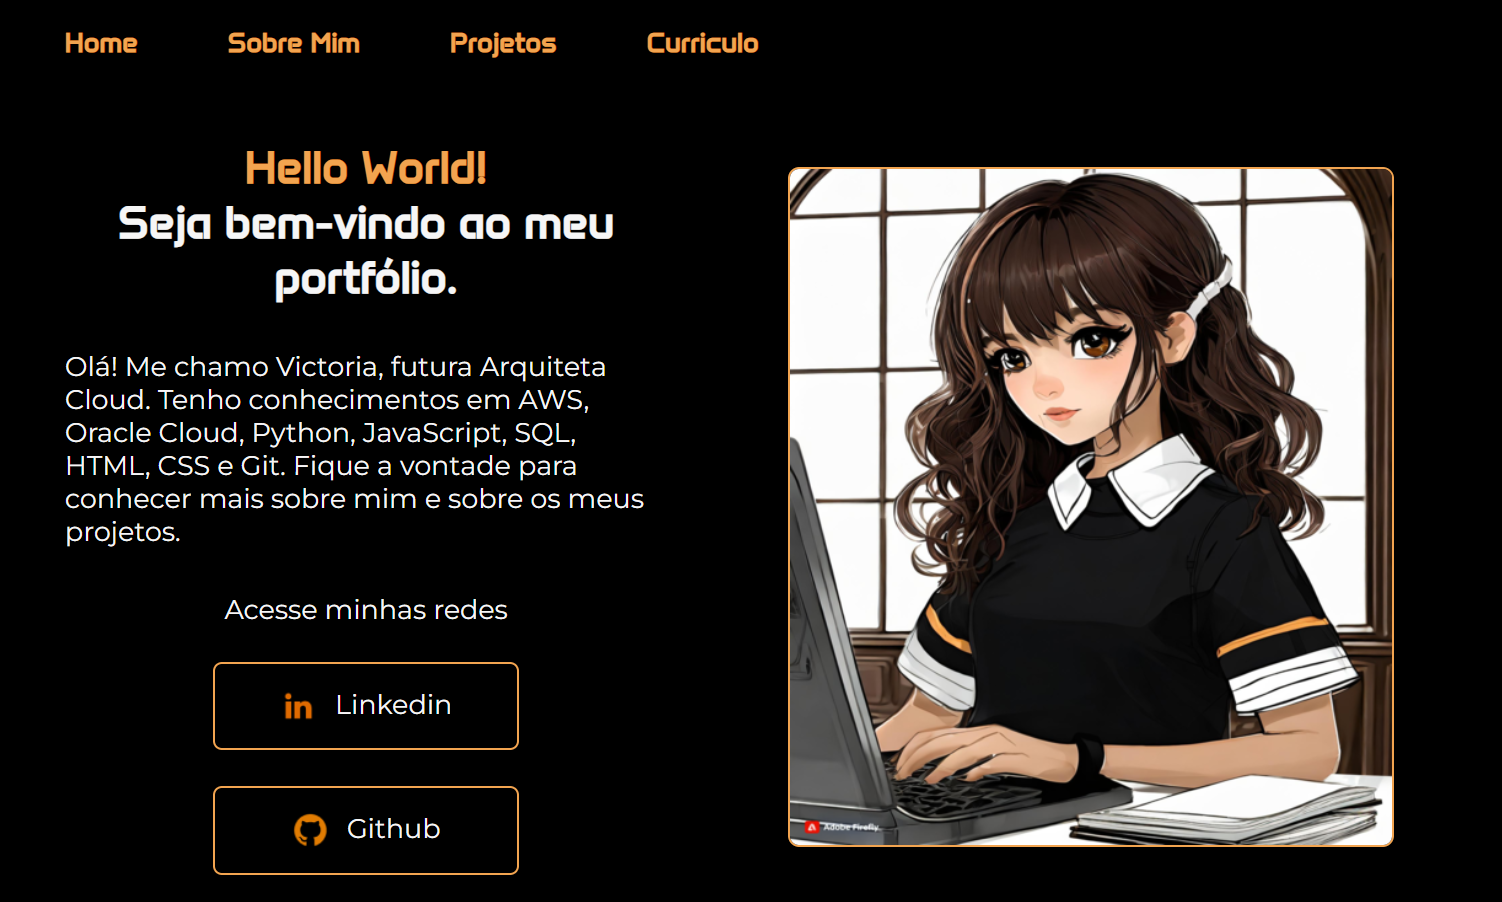 Home Sobre Mim Projetos Curriculo
Hello World!
Seja bem-vindo ao meu
portfólio.
Olá! Me chamo Victoria, futura Arquiteta
Cloud. Tenho conhecimentos em AWS,
Oracle Cloud, Python, JavaScript, SQL,
HTML, CSS e Git. Fique a vontade para
conhecer mais sobre mim e sobre os meus
projetos.
Acesse minhas redes
in Linkedin
Github
Adobe Firefly